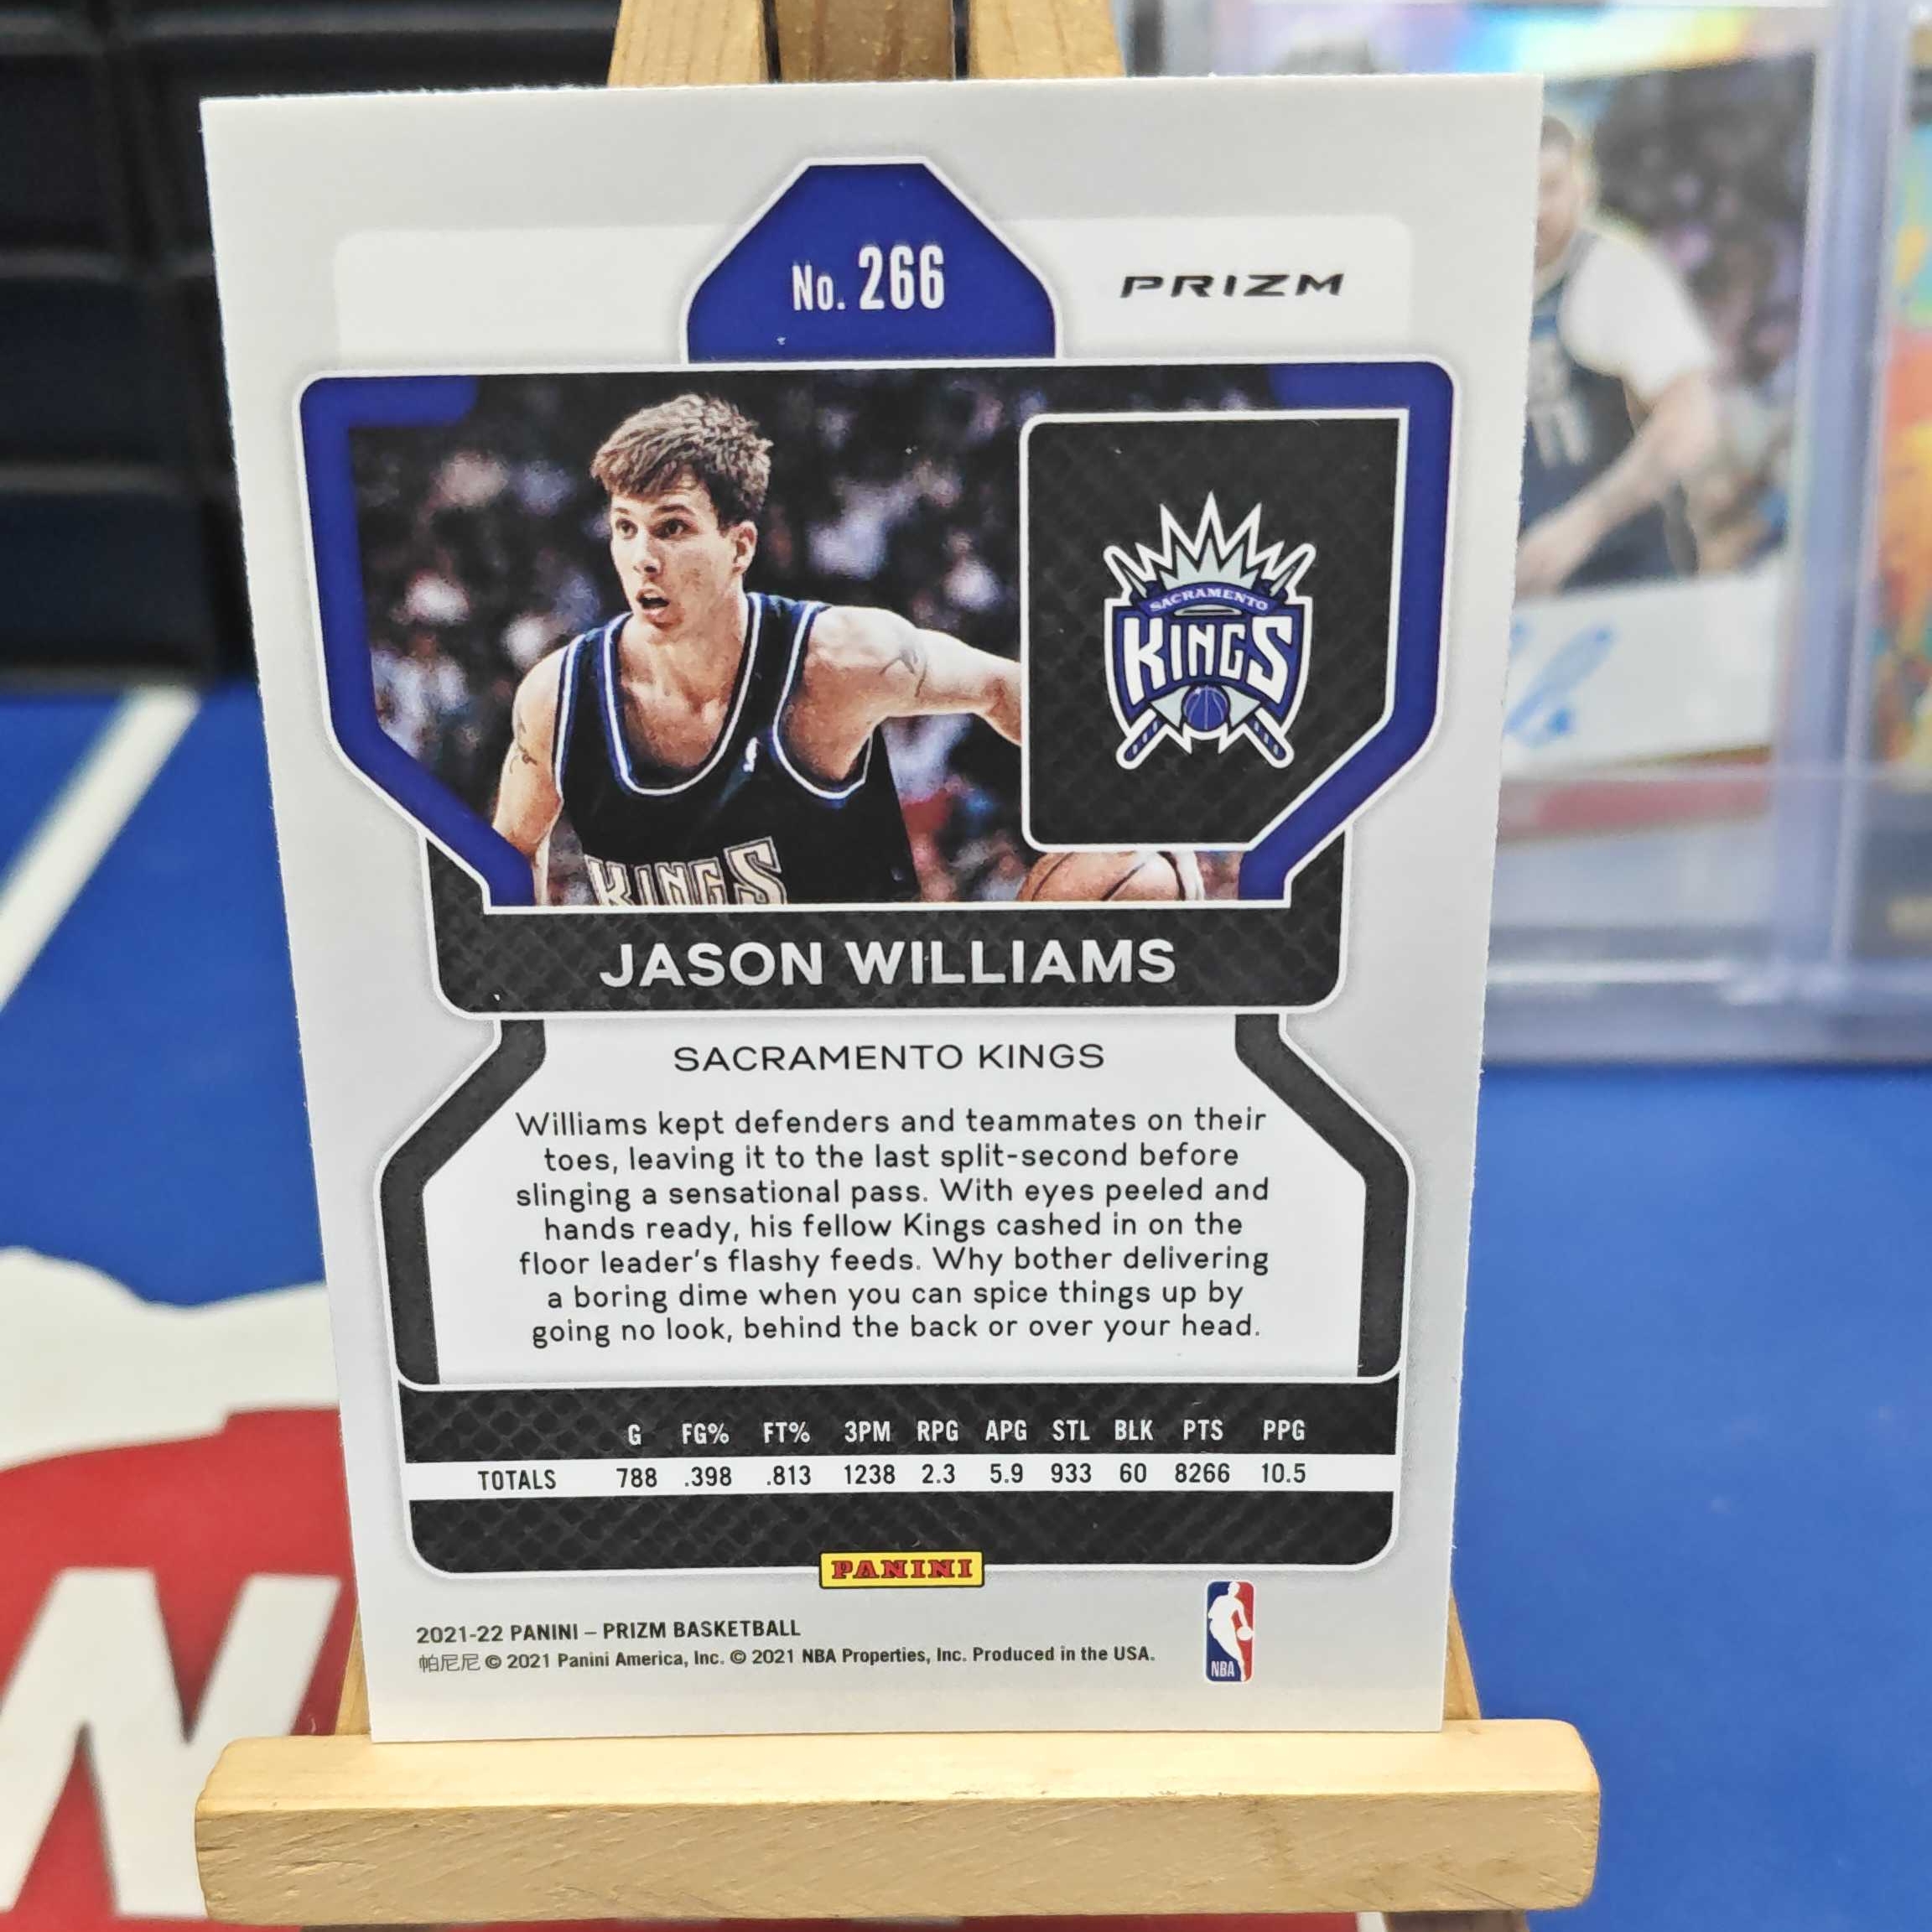 No. 266
PRIZM
SACRAMENTO
KINGS
KINGS
JASON WILLIAMS
SACRAMENTO KINGS
Williams kept defenders and teammates on their
toes, leaving it to the last split-second before
slinging a sensational pass. With eyes peeled and
hands ready, his fellow Kings cashed in on the
floor leader's flashy feeds. Why bother delivering
a boring dime when you can spice things up by
going no look, behind the back or over your head.
G FG% FT% 3PM RPG APG STL BLK PTS PPG
TOTALS 788 .398 .813 1238 2.3 5.9 933 60 8266 10.5
PANINI
2021-22 PANINI – PRIZM BASKETBALL
帕尼尼 © 2021 Panini America, Inc. © 2021 NBA Properties, Inc. Produced in the USA.
NBA